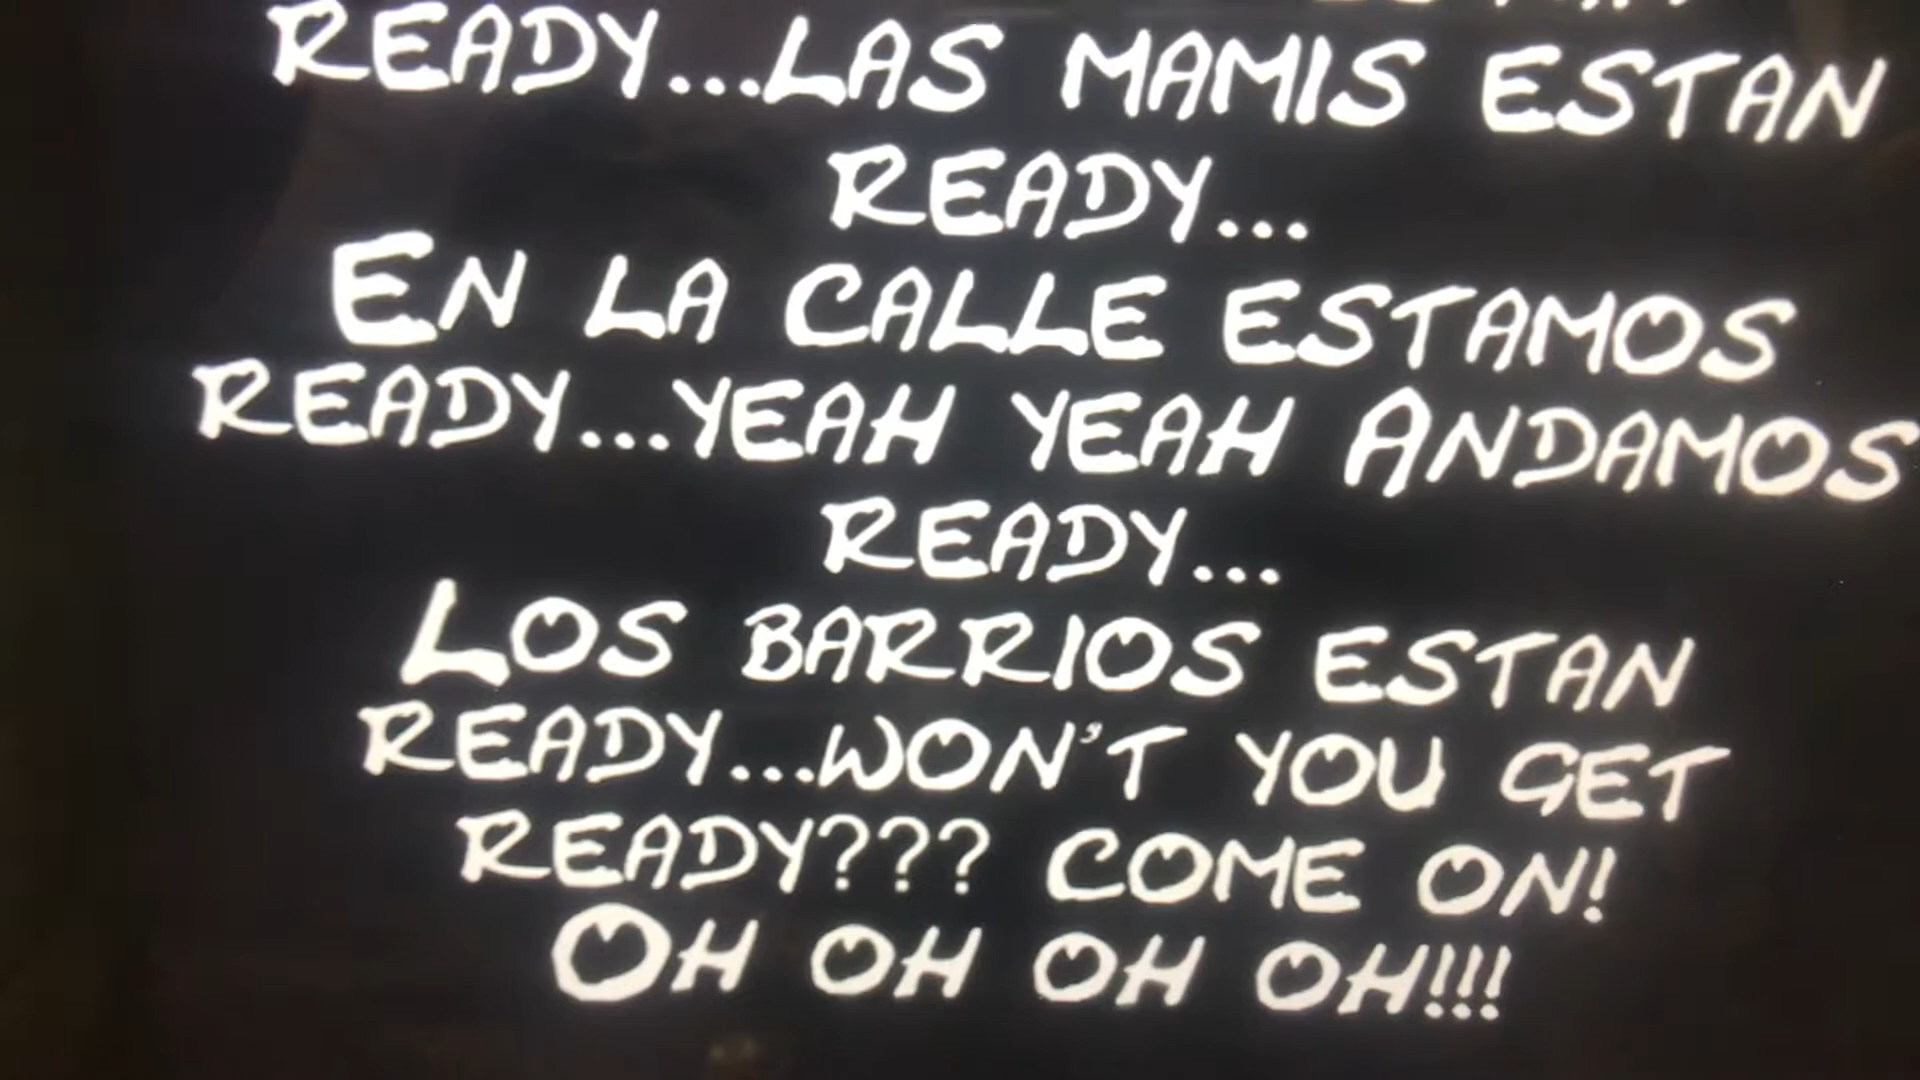 READY...LAS MAMIS ESTAN
READY...
EN LA CALLE ESTAMOS
READY...YEAH YEAH ANDAMOS
READY...
LOS BARRIOS ESTAN
READY...WON'T YOU GET
READY??? COME ON!
OH OH OH OH!!!